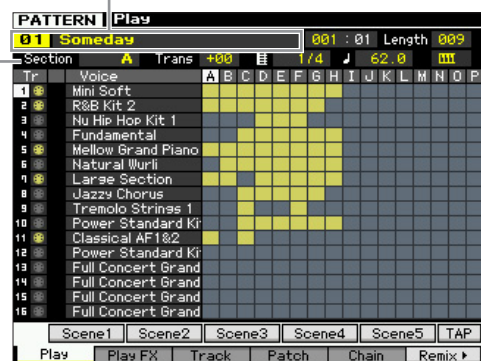 PATTERN Play
01 Someday 001 : 01 Length 009
Section A Trans +00 1/4 62.0
Tr Voice A B C D E F G H I J K L M N O P
1 Mini Soft
2 R&B Kit 2
3 Nu Hip Hop Kit 1
4 Fundamental
5 Mellow Grand Piano
6 Natural Wurli
7 Large Section
8 Jazzy Chorus
9 Tremolo Strings 1
10 Power Standard Ki
11 Classical AF1&2
12 Power Standard Ki
13 Full Concert Grand
14 Full Concert Grand
15 Full Concert Grand
16 Full Concert Grand
Scene1 Scene2 Scene3 Scene4 Scene5 TAP
Play Play FX Track Patch Chain Remix